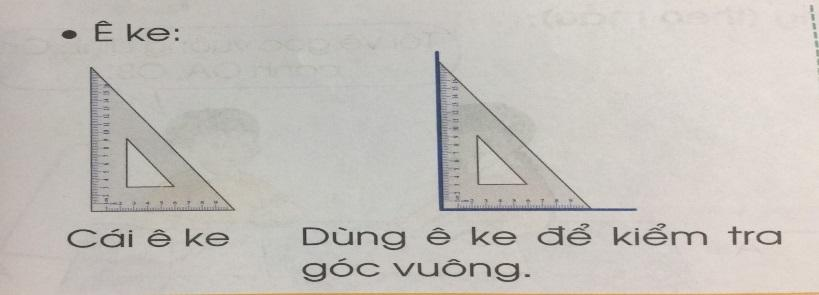 • Ê ke:
Cái ê ke
Dùng ê ke để kiểm tra
góc vuông.